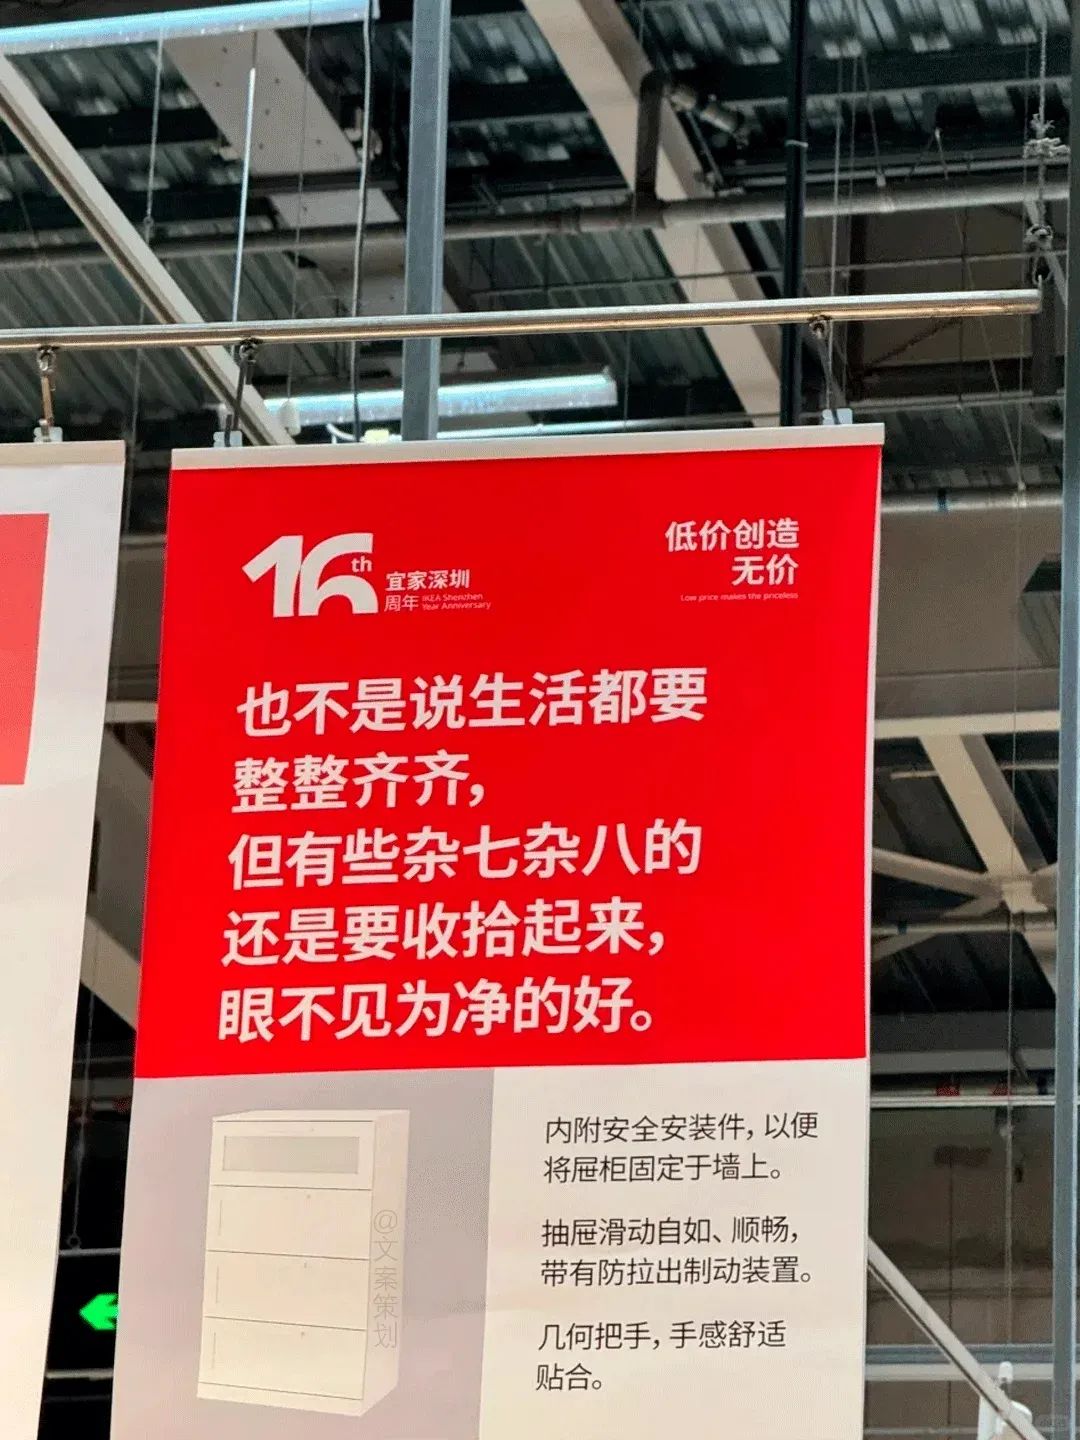 16th
宜家深圳
周年 IKEA Shenzhen
Year Anniversary
低价创造
无价
Low price makes the priceless
也不是说生活都要
整整齐齐，
但有些杂七杂八的
还是要收拾起来，
眼不见为净的好。
内附安全安装件，以便
将屉柜固定于墙上。
抽屉滑动自如、顺畅，
带有防拉出制动装置。
几何把手，手感舒适
贴合。
@文案策划